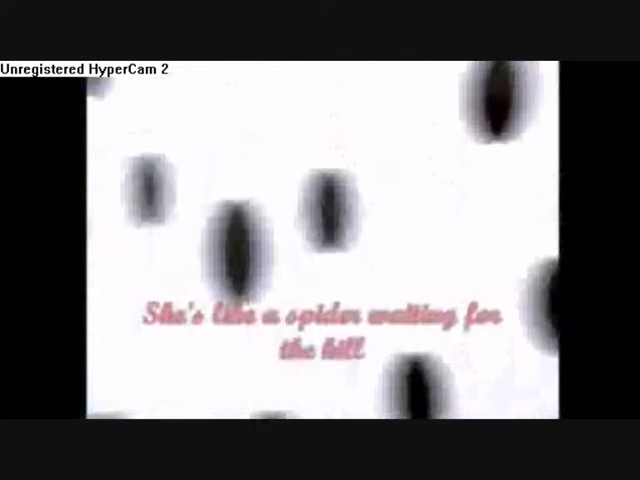 Unregistered HyperCam 2
She's like a spider waiting for
the kill